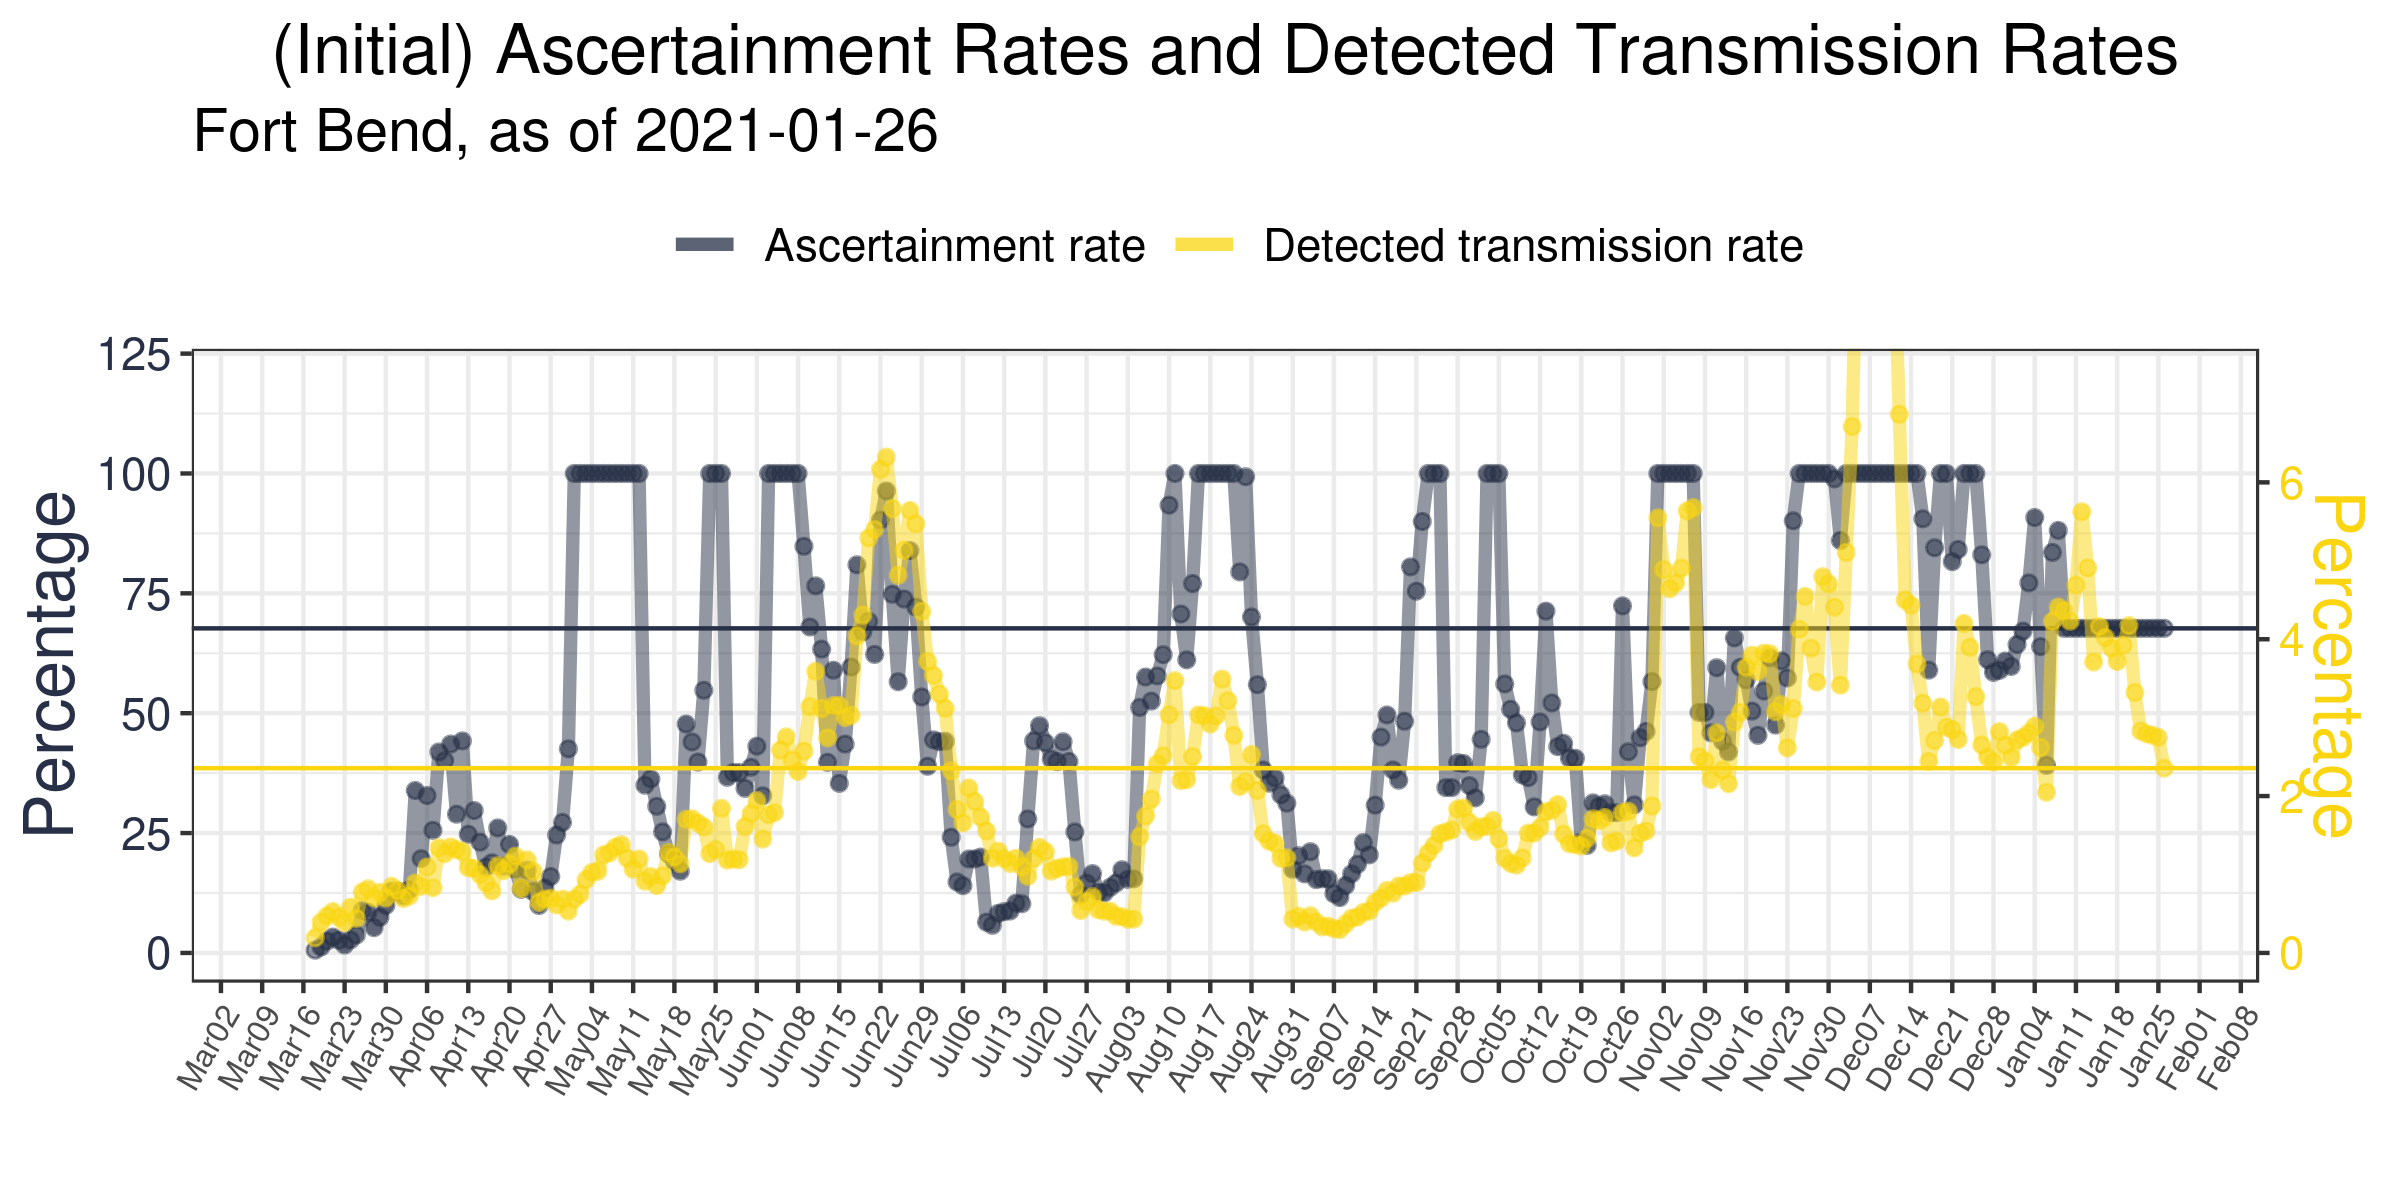 (Initial) Ascertainment Rates and Detected Transmission Rates
Fort Bend, as of 2021-01-26
Ascertainment rate
Detected transmission rate
125
100
75
50
25
0
Percentage
6
4
2
0
Percentage
Mar02
Mar09
Mar16
Mar23
Mar30
Apr06
Apr13
Apr20
Apr27
May04
May11
May18
May25
Jun01
Jun08
Jun15
Jun22
Jun29
Jul06
Jul13
Jul20
Jul27
Aug03
Aug10
Aug17
Aug24
Aug31
Sep07
Sep14
Sep21
Sep28
Oct05
Oct12
Oct19
Oct26
Nov02
Nov09
Nov16
Nov23
Nov30
Dec07
Dec14
Dec21
Dec28
Jan04
Jan11
Jan18
Jan25
Feb01
Feb08